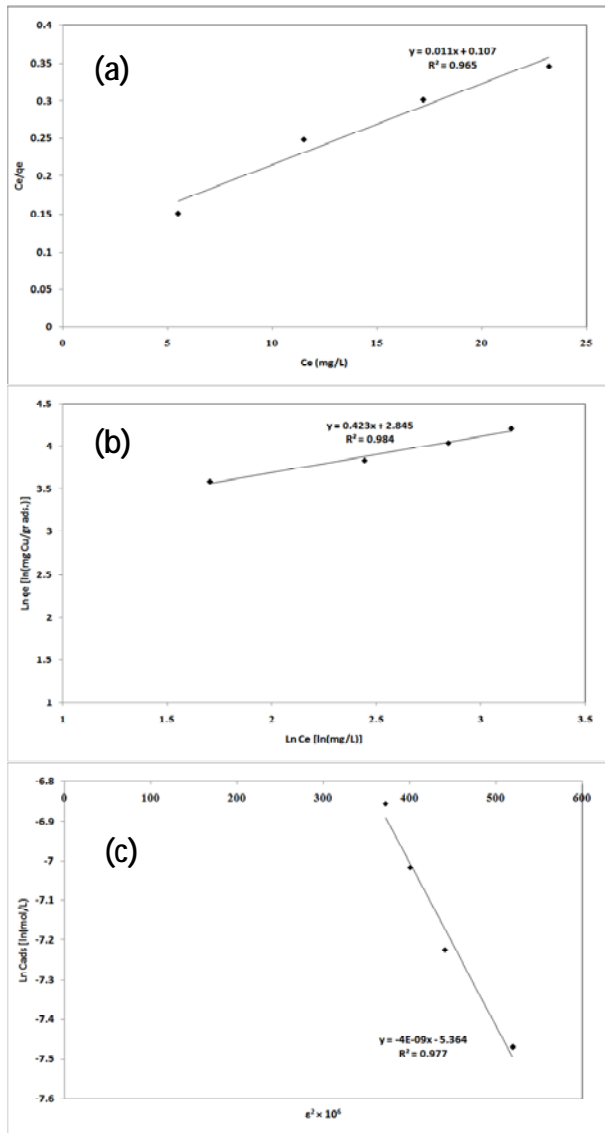 (a)
y = 0.011x + 0.107
R² = 0.965
0.4
0.35
0.3
0.25
0.2
0.15
0.1
0.05
0
Ce/qe
0 5 10 15 20 25
Ce (mg/L)
(b)
y = 0.423x + 2.845
R² = 0.984
4.5
4
3.5
3
2.5
2
1.5
1
Ln qe [ln(mg Cu/gr ads.)]
1 1.5 2 2.5 3 3.5
Ln Ce [ln(mg/L)]
(c)
0 100 200 300 400 500 600
-6.8
-6.9
-7
-7.1
-7.2
-7.3
-7.4
-7.5
-7.6
Ln Cads [ln(mol/L)
y = -4E-09x - 5.364
R² = 0.977
ε² × 10⁶